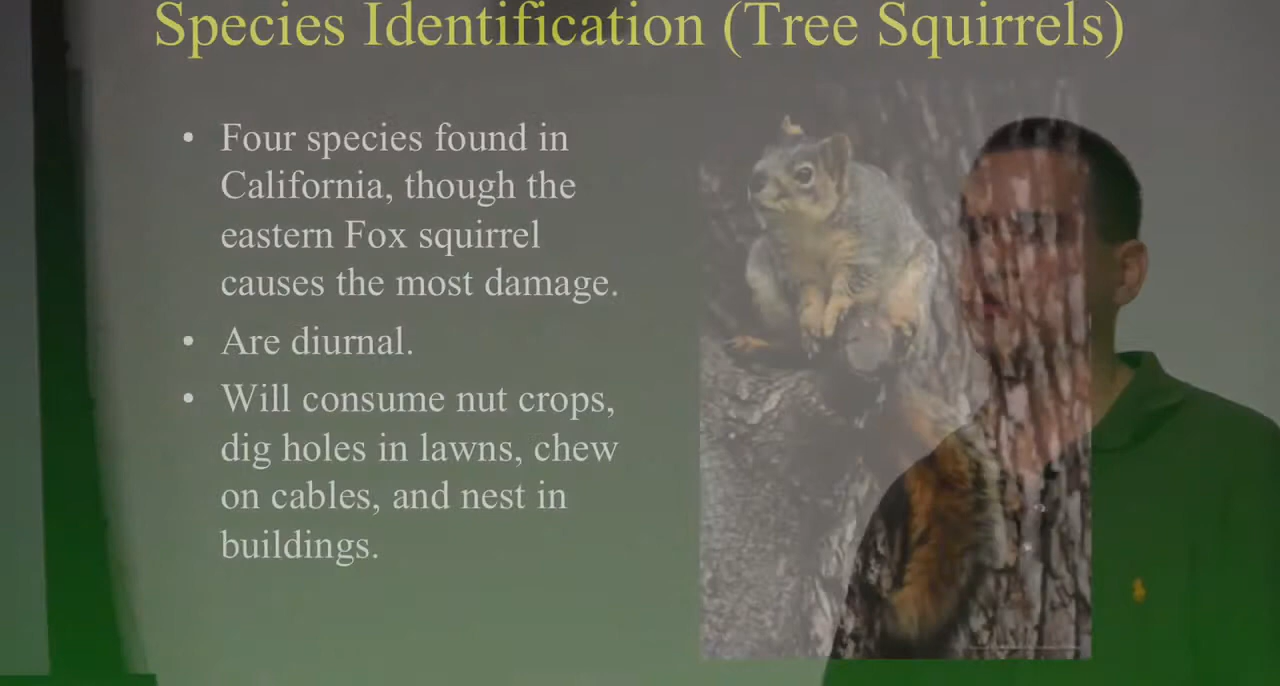 Species Identification (Tree Squirrels)
• Four species found in
California, though the
eastern Fox squirrel
causes the most damage.
• Are diurnal.
• Will consume nut crops,
dig holes in lawns, chew
on cables, and nest in
buildings.